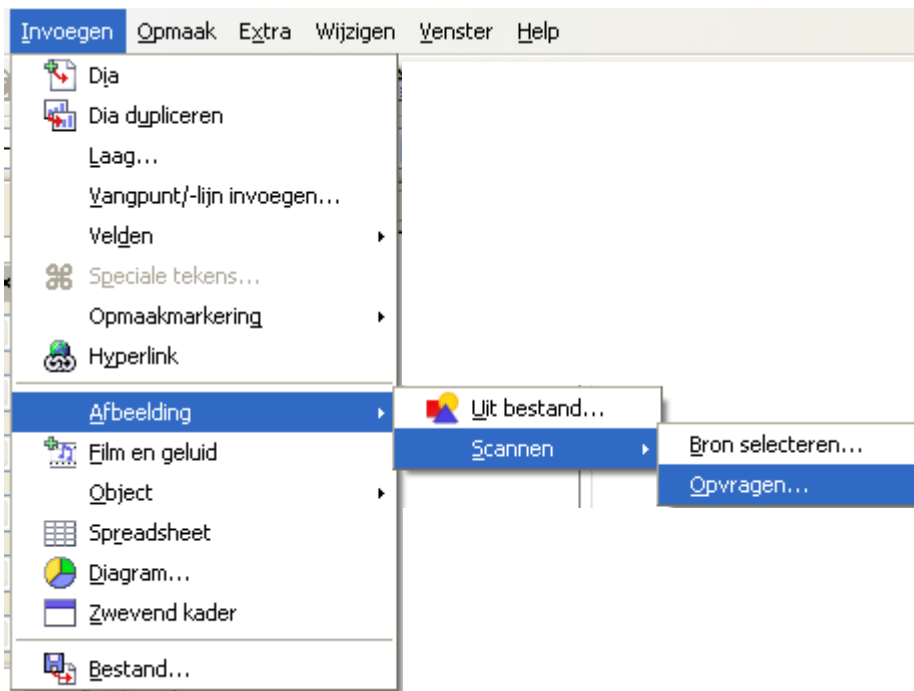 Invoegen Opmaak Extra Wijzigen Venster Help
Dia
Dia dupliceren
Laag...
Vangpunt/-lijn invoegen...
Velden
Speciale tekens...
Opmaakmarkering
Hyperlink
Afbeelding
Film en geluid
Object
Spreadsheet
Diagram...
Zwevend kader
Bestand...
Uit bestand...
Scannen
Bron selecteren...
Opvragen...